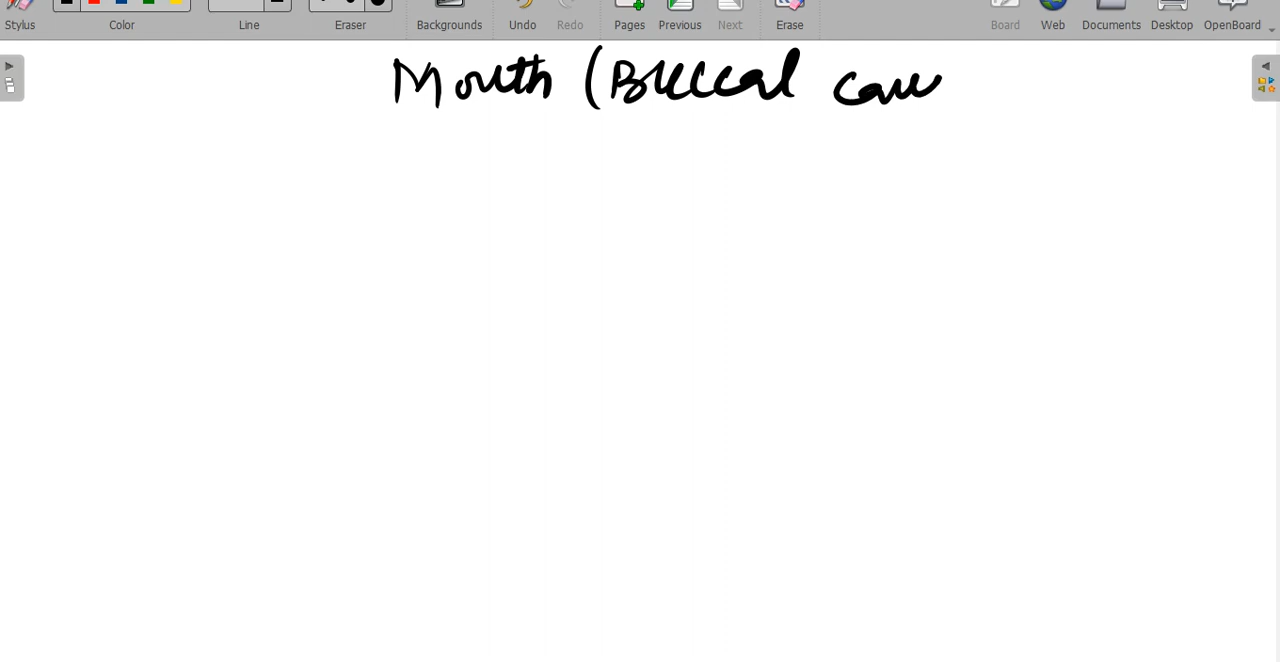 Stylus Color Line Eraser Backgrounds Undo Redo Pages Previous Next Erase Board Web Documents Desktop OpenBoard
Mouth (Buccal cav